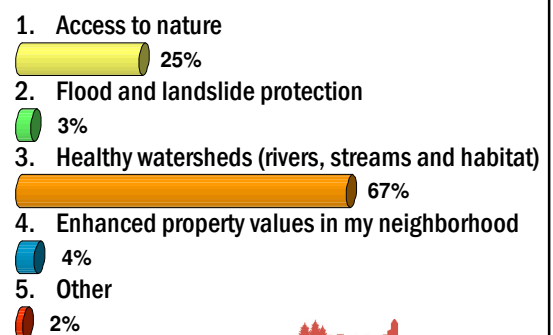 1. Access to nature
25%
2. Flood and landslide protection
3%
3. Healthy watersheds (rivers, streams and habitat)
67%
4. Enhanced property values in my neighborhood
4%
5. Other
2%